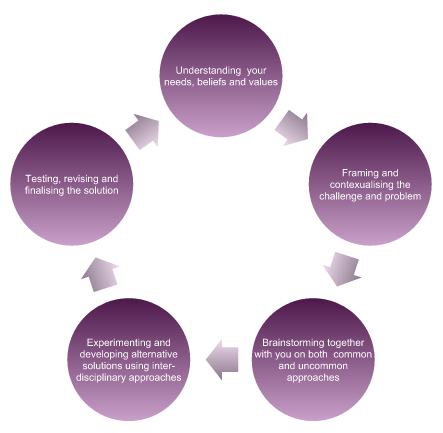 Understanding your
needs, beliefs and values
Framing and
contexualising the
challenge and problem
Brainstorming together
with you on both common
and uncommon
approaches
Experimenting and
developing alternative
solutions using inter-
disciplinary approaches
Testing, revising and
finalising the solution